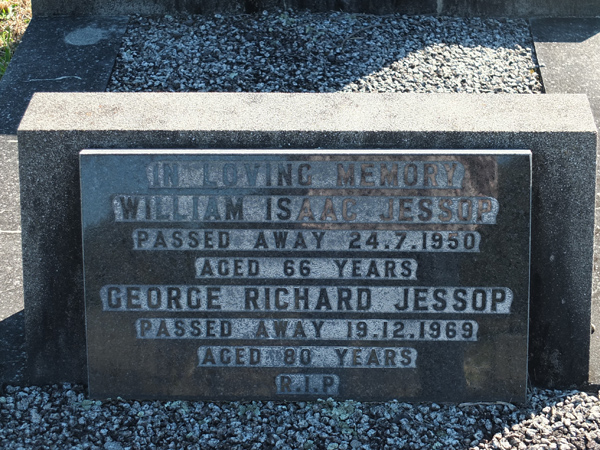 IN LOVING MEMORY
WILLIAM ISAAC JESSOP
PASSED AWAY 24.7.1950
AGED 66 YEARS
GEORGE RICHARD JESSOP
PASSED AWAY 19.12.1969
AGED 80 YEARS
R.I.P